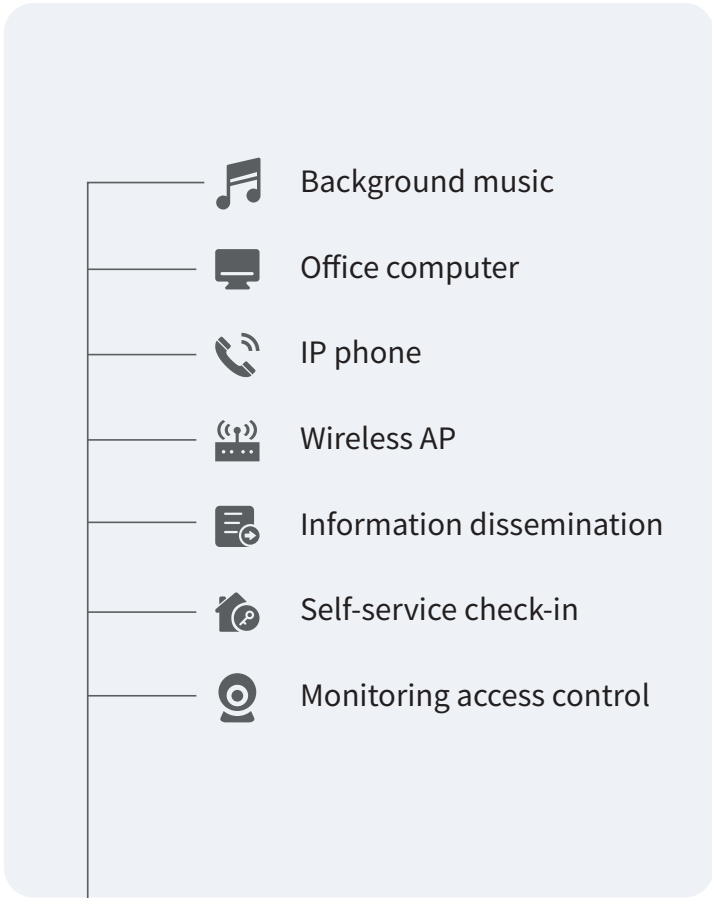 Background music
Office computer
IP phone
Wireless AP
Information dissemination
Self-service check-in
Monitoring access control